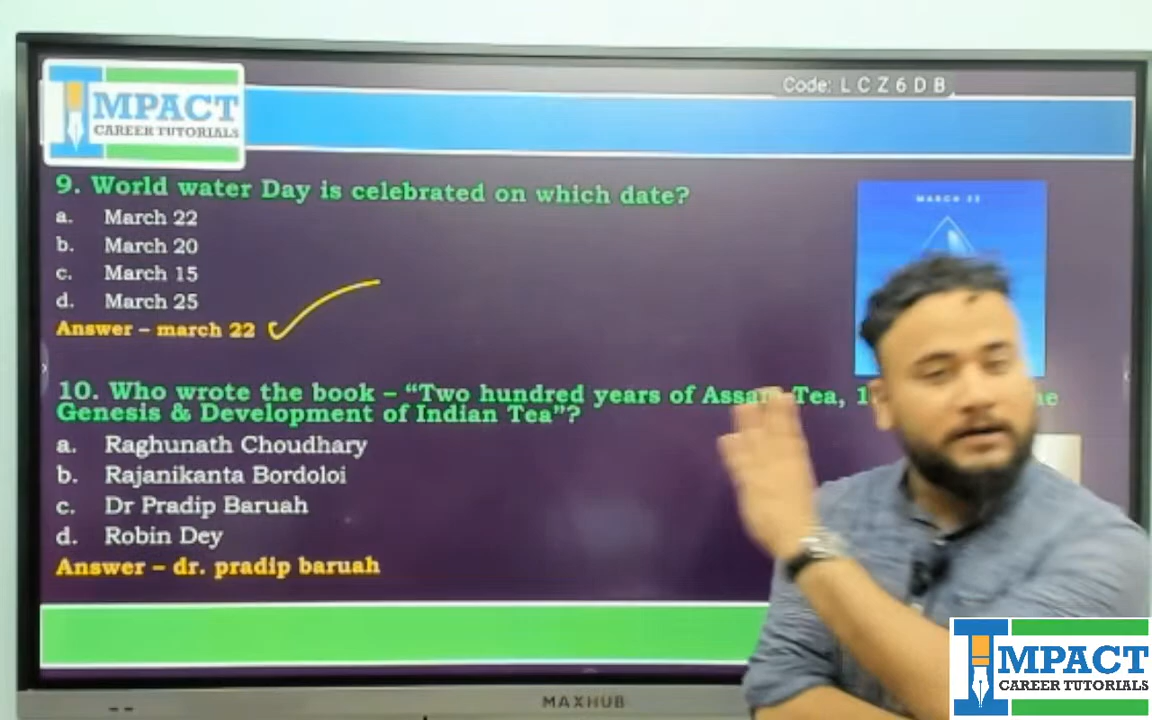 Code: L C Z 6 D B
IMPACT
CAREER TUTORIALS
9. World water Day is celebrated on which date?
a. March 22
b. March 20
c. March 15
d. March 25
Answer – march 22
MARCH 22
10. Who wrote the book – “Two hundred years of Assam Tea,
Genesis & Development of Indian Tea”?
a. Raghunath Choudhary
b. Rajanikanta Bordoloi
c. Dr Pradip Baruah
d. Robin Dey
Answer – dr. pradip baruah
MAXHUB
IMPACT
CAREER TUTORIALS